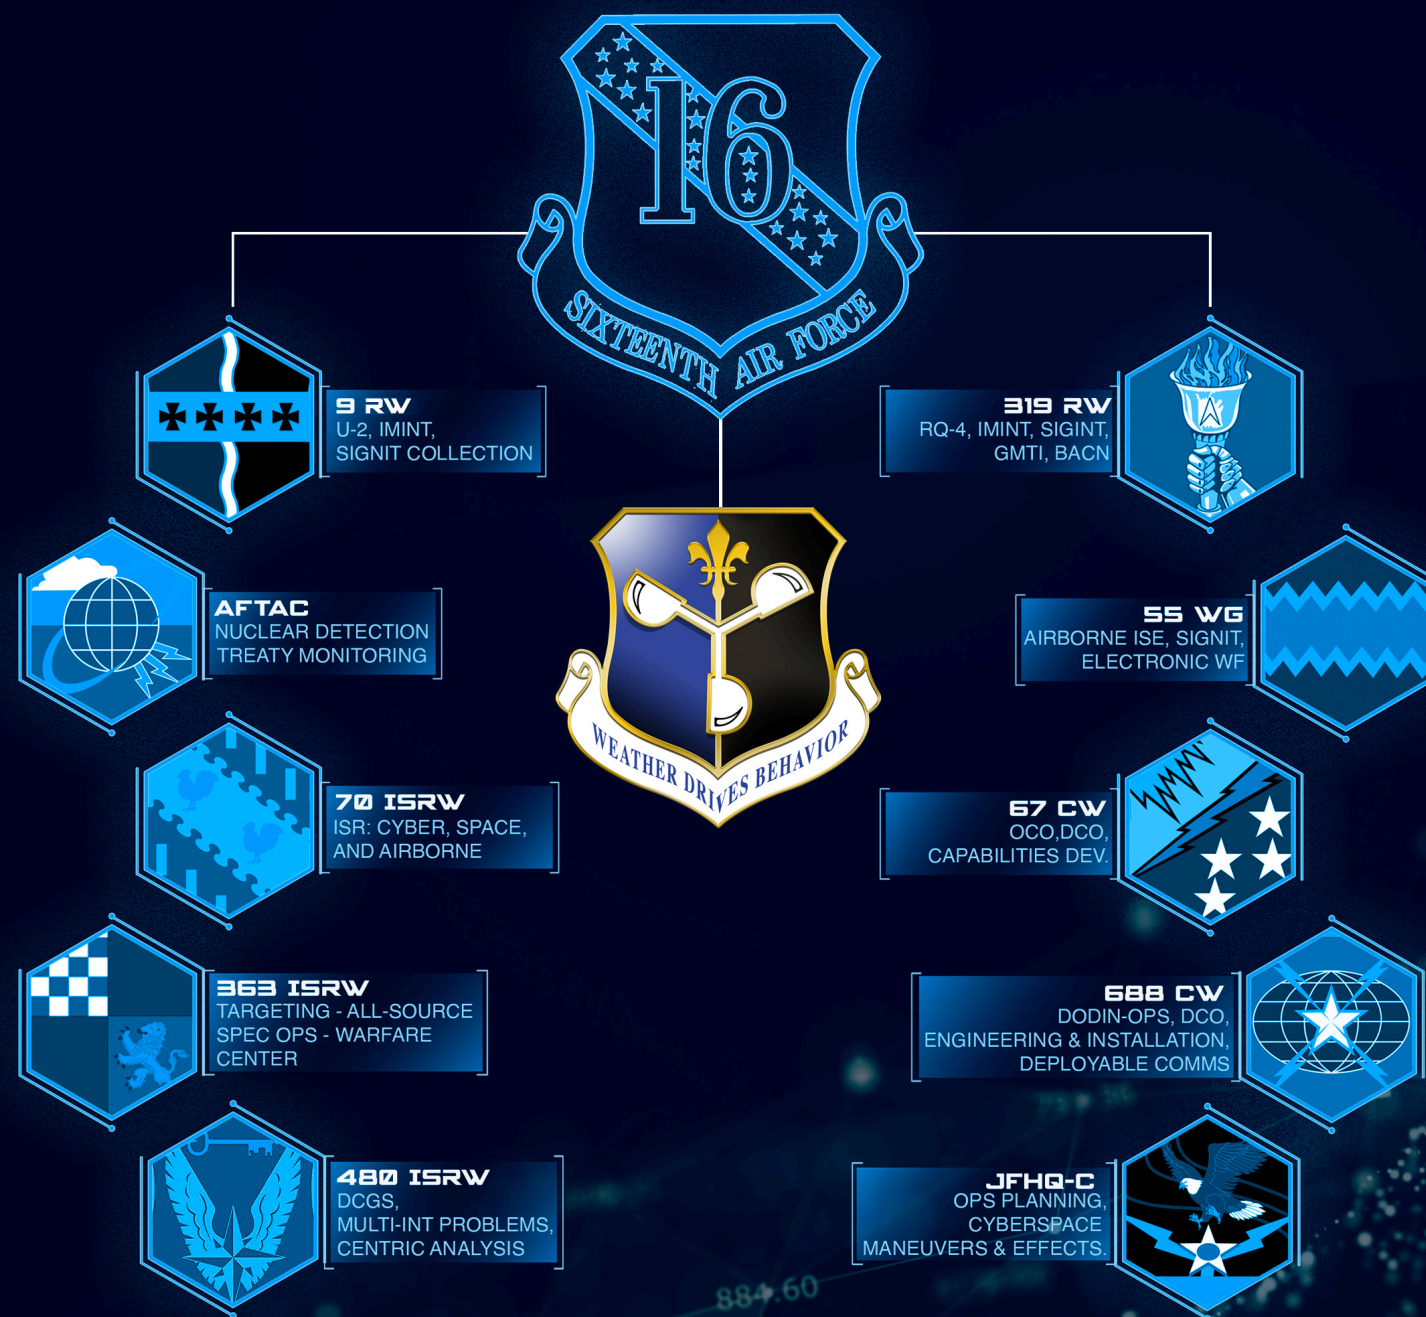 16
SIXTEENTH AIR FORCE
9 RW
U-2, IMINT,
SIGNIT COLLECTION
319 RW
RQ-4, IMINT, SIGINT,
GMTI, BACN
AFTAC
NUCLEAR DETECTION
TREATY MONITORING
55 WG
AIRBORNE ISE, SIGNIT,
ELECTRONIC WF
WEATHER DRIVES BEHAVIOR
70 ISRW
ISR: CYBER, SPACE,
AND AIRBORNE
67 CW
OCO,DCO,
CAPABILITIES DEV.
363 ISRW
TARGETING - ALL-SOURCE
SPEC OPS - WARFARE
CENTER
688 CW
DODIN-OPS, DCO,
ENGINEERING & INSTALLATION,
DEPLOYABLE COMMS
480 ISRW
DCGS,
MULTI-INT PROBLEMS,
CENTRIC ANALYSIS
JFHQ-C
OPS PLANNING,
CYBERSPACE
MANEUVERS & EFFECTS.
884.60